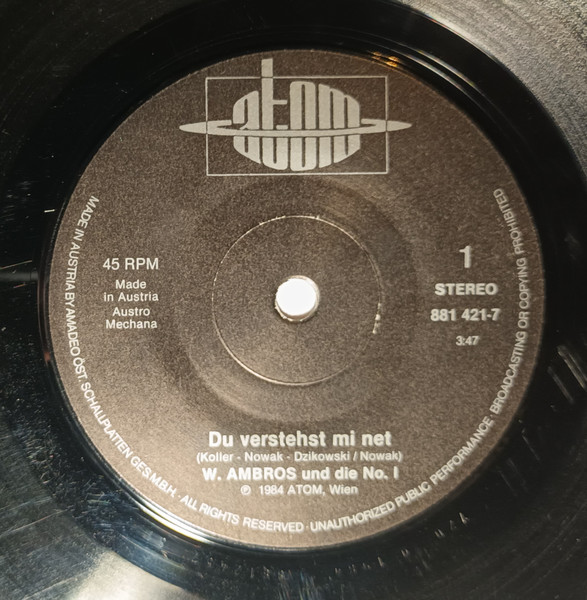 atom
45 RPM
Made
in Austria
Austro
Mechana
1
STEREO
881 421-7
3:47
Du verstehst mi net
(Koller - Nowak - Dzikowski / Nowak)
W. AMBROS und die No. I
℗ 1984 ATOM, Wien
MADE IN AUSTRIA BY AMADEO ÖST. SCHALLPLATTEN GES.M.B.H. · ALL RIGHTS RESERVED · UNAUTHORIZED PUBLIC PERFORMANCE · BROADCASTING OR COPYING PROHIBITED